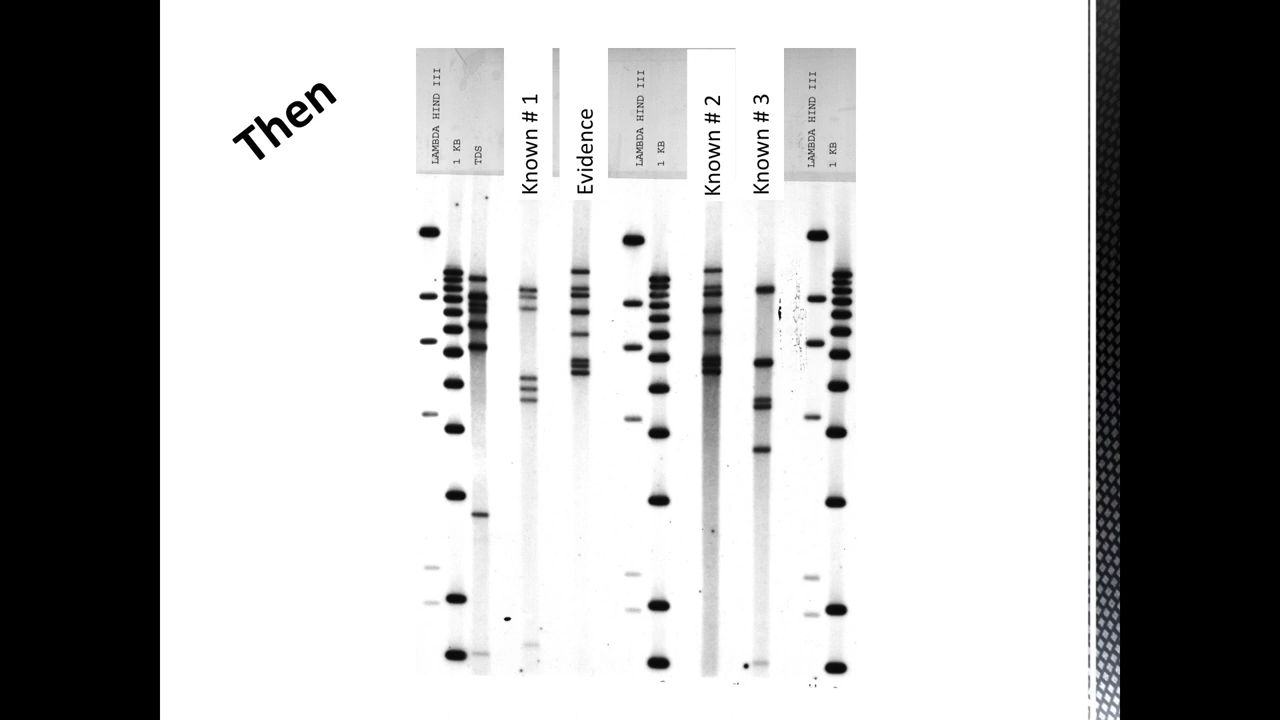 Then
LAMBDA HIND III
1 KB
TDS
Known # 1
Evidence
LAMBDA HIND III
1 KB
Known # 2
Known # 3
LAMBDA HIND III
1 KB